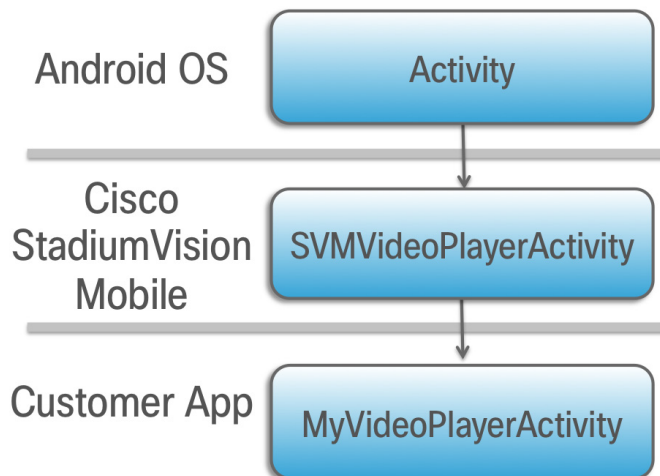 Android OS
Activity
Cisco
StadiumVision
Mobile
SVMVideoPlayerActivity
Customer App
MyVideoPlayerActivity